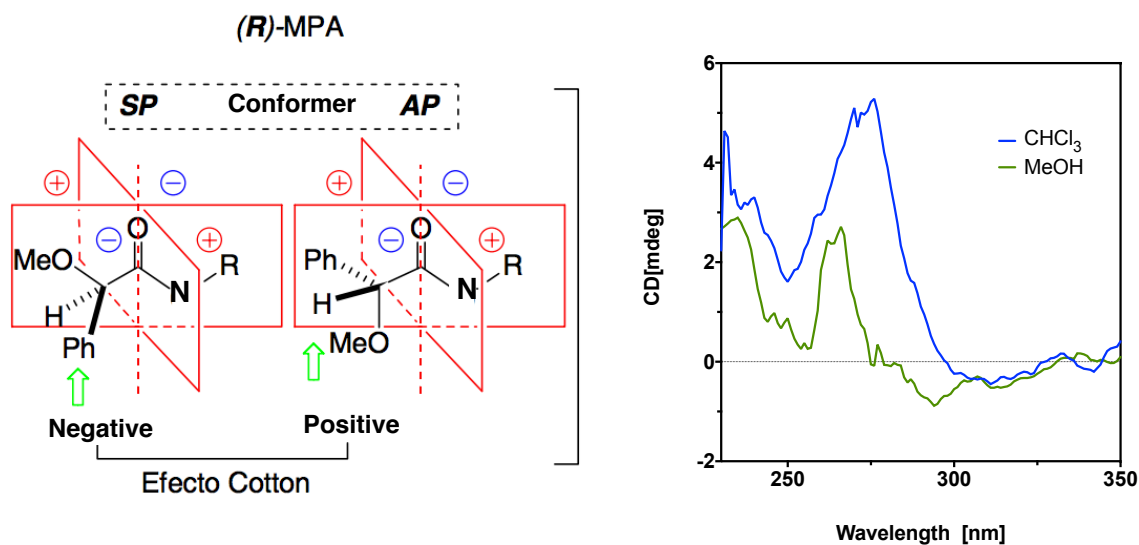 (R)-MPA
SP Conformer AP
+ − + −
O O
− + − +
MeO R Ph R
N H N
H
Ph MeO
Negative Positive
Efecto Cotton
6
4
2
0
-2
CD[mdeg]
CHCl3
MeOH
250 300 350
Wavelength [nm]